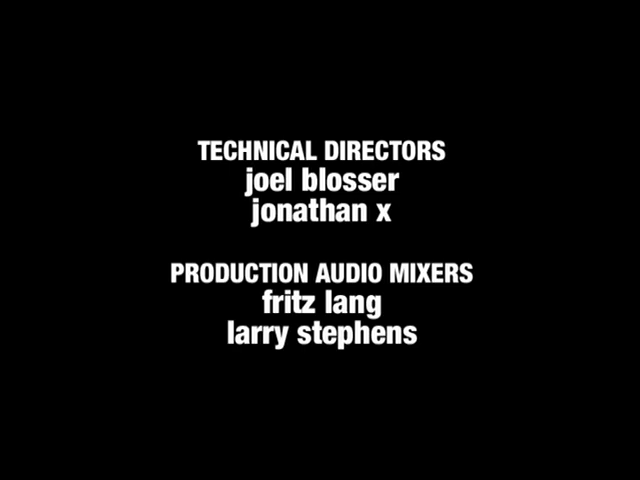 TECHNICAL DIRECTORS
joel blosser
jonathan x
PRODUCTION AUDIO MIXERS
fritz lang
larry stephens